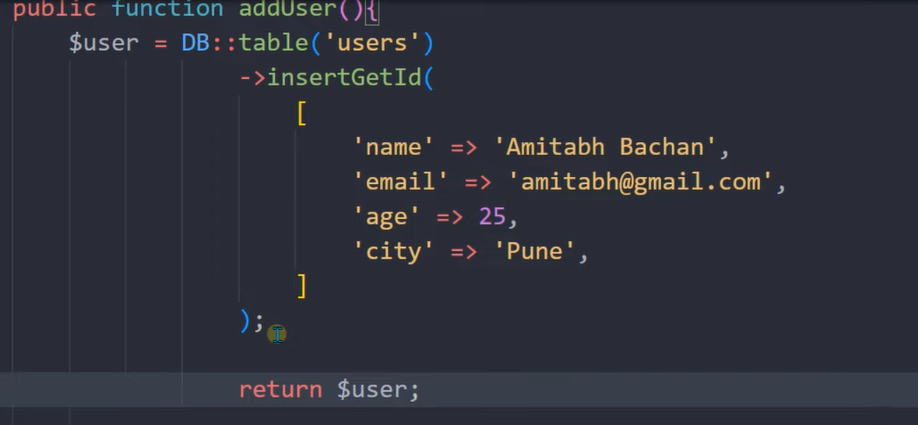 public function addUser(){
$user = DB::table('users')
->insertGetId(
[
'name' => 'Amitabh Bachan',
'email' => 'amitabh@gmail.com',
'age' => 25,
'city' => 'Pune',
]
);
return $user;